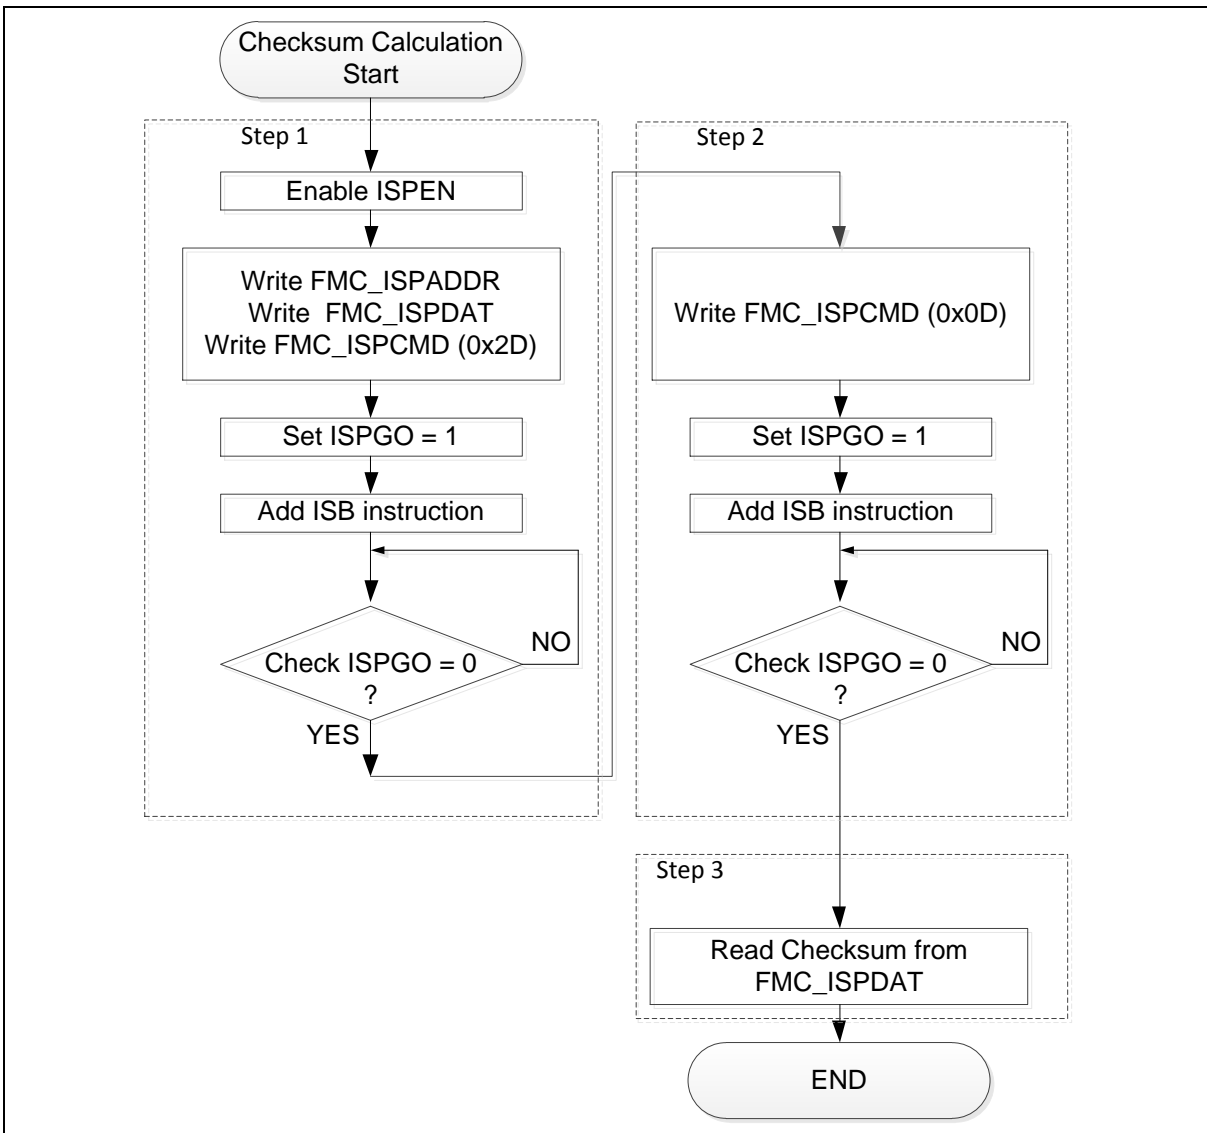 Checksum Calculation
Start
Step 1
Enable ISPEN
Write FMC_ISPADDR
Write FMC_ISPDAT
Write FMC_ISPCMD (0x2D)
Set ISPGO = 1
Add ISB instruction
Check ISPGO = 0
?
NO
YES
Step 2
Write FMC_ISPCMD (0x0D)
Set ISPGO = 1
Add ISB instruction
Check ISPGO = 0
?
NO
YES
Step 3
Read Checksum from
FMC_ISPDAT
END